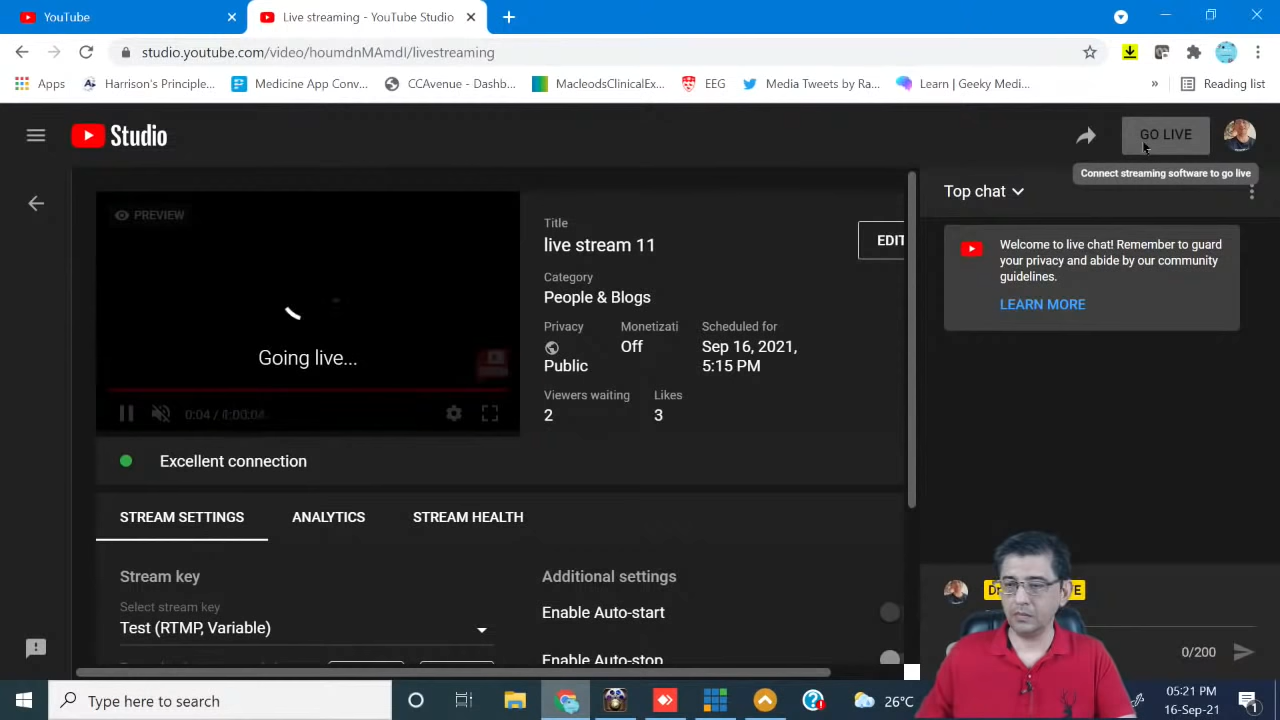 YouTube
Live streaming - YouTube Studio
studio.youtube.com/video/houmdnMAmdI/livestreaming
Apps
Harrison's Principle...
Medicine App Conv...
CCAvenue - Dashb...
MacleodsClinicalEx...
EEG
Media Tweets by Ra...
Learn | Geeky Medi...
»
Reading list
Studio
GO LIVE
Connect streaming software to go live
PREVIEW
Going live...
0:04 /
Excellent connection
Title
live stream 11
EDIT
Category
People & Blogs
Privacy
Public
Monetizati
Off
Scheduled for
Sep 16, 2021,
5:15 PM
Viewers waiting
2
Likes
3
Top chat
Welcome to live chat! Remember to guard
your privacy and abide by our community
guidelines.
LEARN MORE
STREAM SETTINGS
ANALYTICS
STREAM HEALTH
Stream key
Select stream key
Test (RTMP, Variable)
Additional settings
Enable Auto-start
Enable Auto-stop
0/200
Type here to search
26°C
05:21 PM
16-Sep-21
1